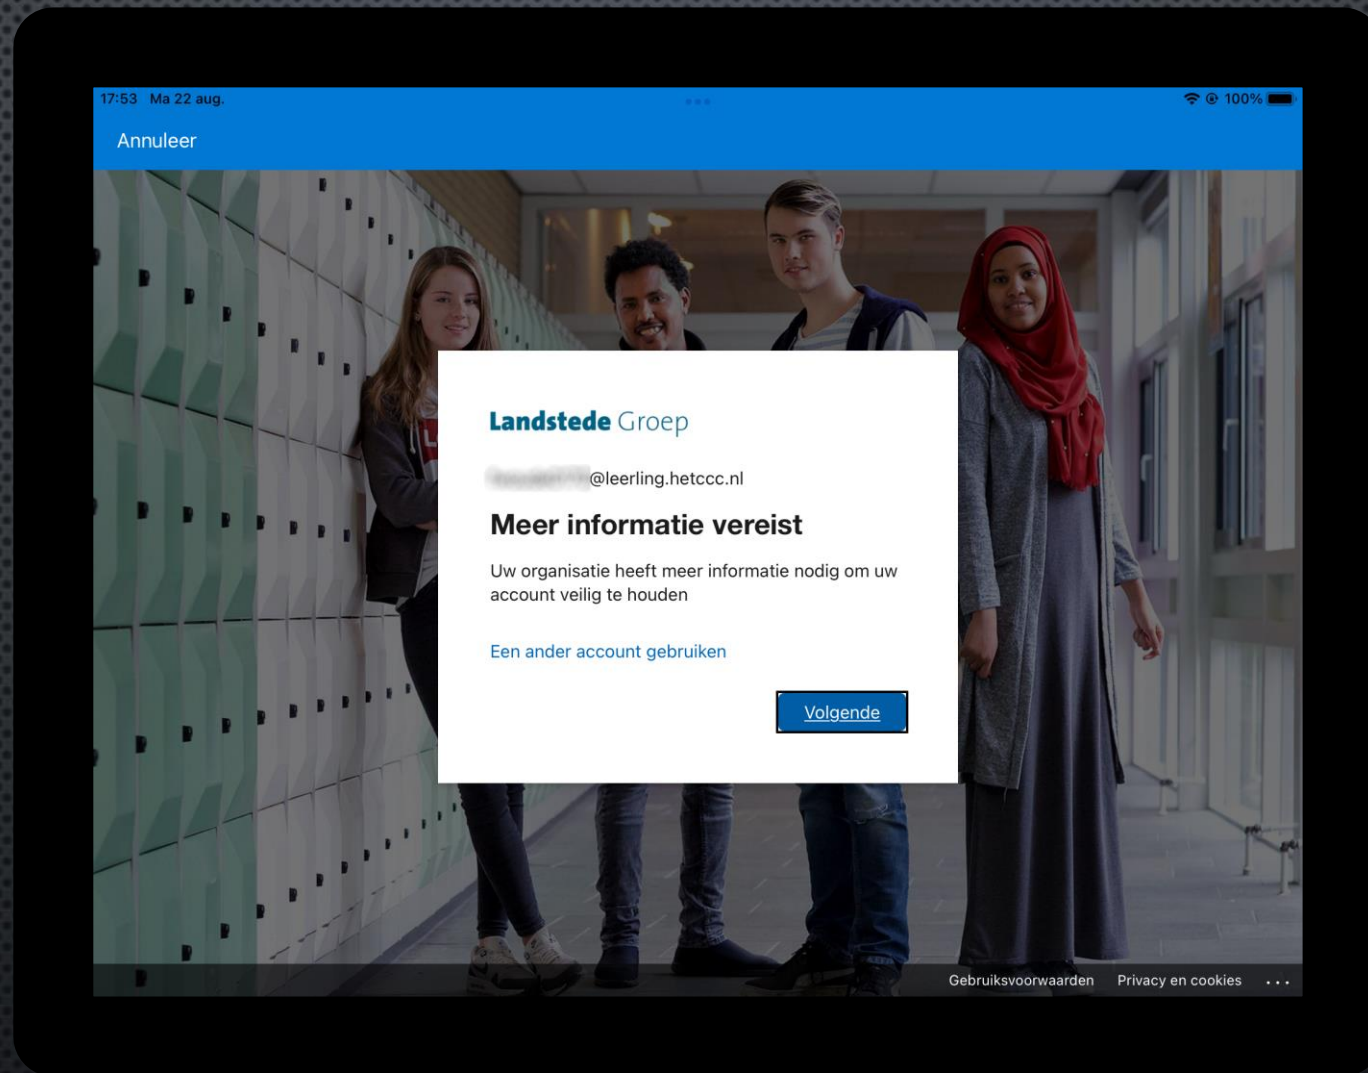 17:53 Ma 22 aug.
100%
Annuleer
Landstede Groep
@leerling.hetccc.nl
Meer informatie vereist
Uw organisatie heeft meer informatie nodig om uw
account veilig te houden
Een ander account gebruiken
Volgende
Gebruiksvoorwaarden Privacy en cookies ...